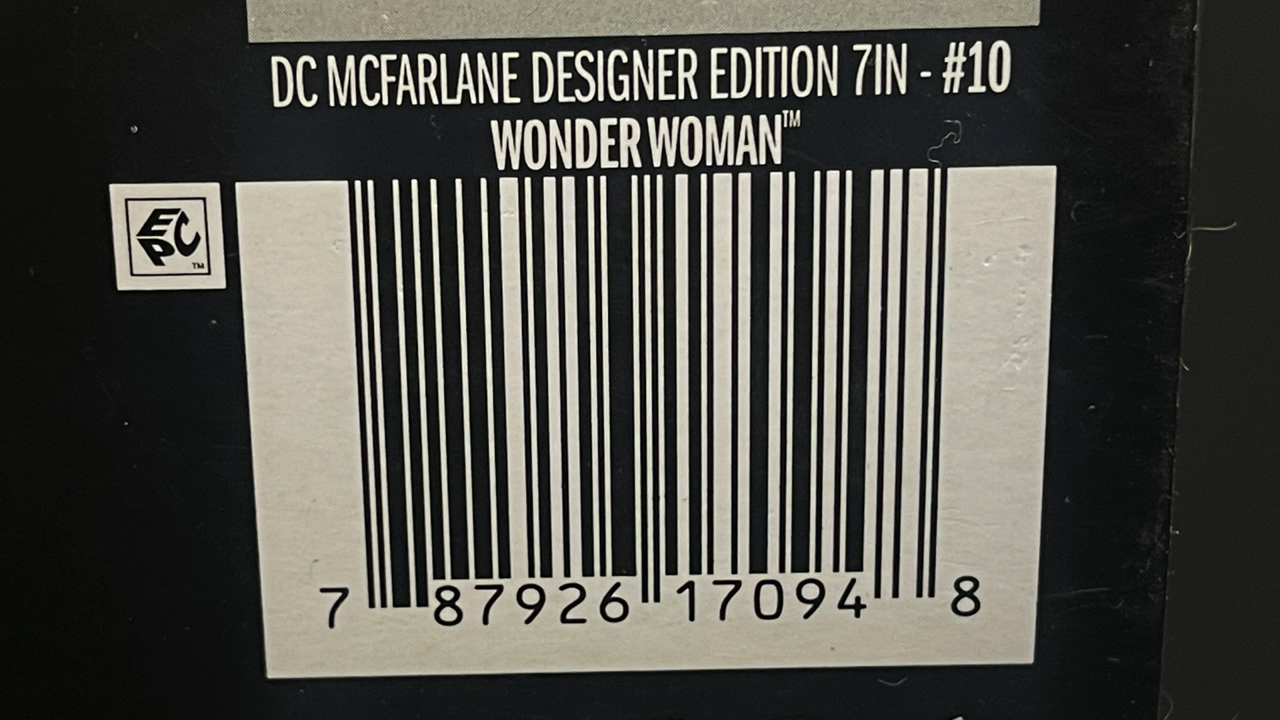 DC MCFARLANE DESIGNER EDITION 7IN - #10
WONDER WOMAN™
EPC™
7 87926 17094 8